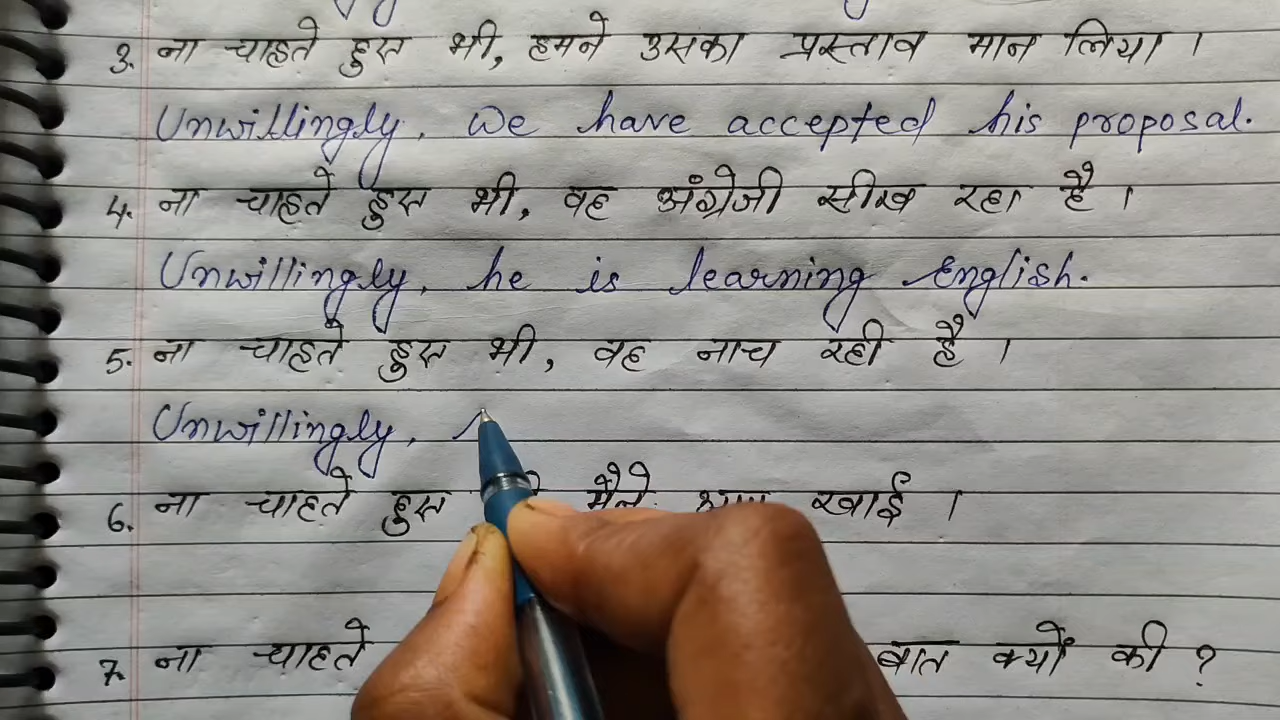 3. ना चाहते हुए भी, हमने उसका प्रस्ताव मान लिया ।
Unwillingly, We have accepted his proposal.
4. ना चाहते हुए भी, वह अंग्रेजी सीख रहा है ।
Unwillingly, he is learning English.
5. ना चाहते हुए भी, वह नाच रही है ।
Unwillingly,
6. ना चाहते हुए मैंने खाई ।
7. ना चाहते बात क्यों की ?